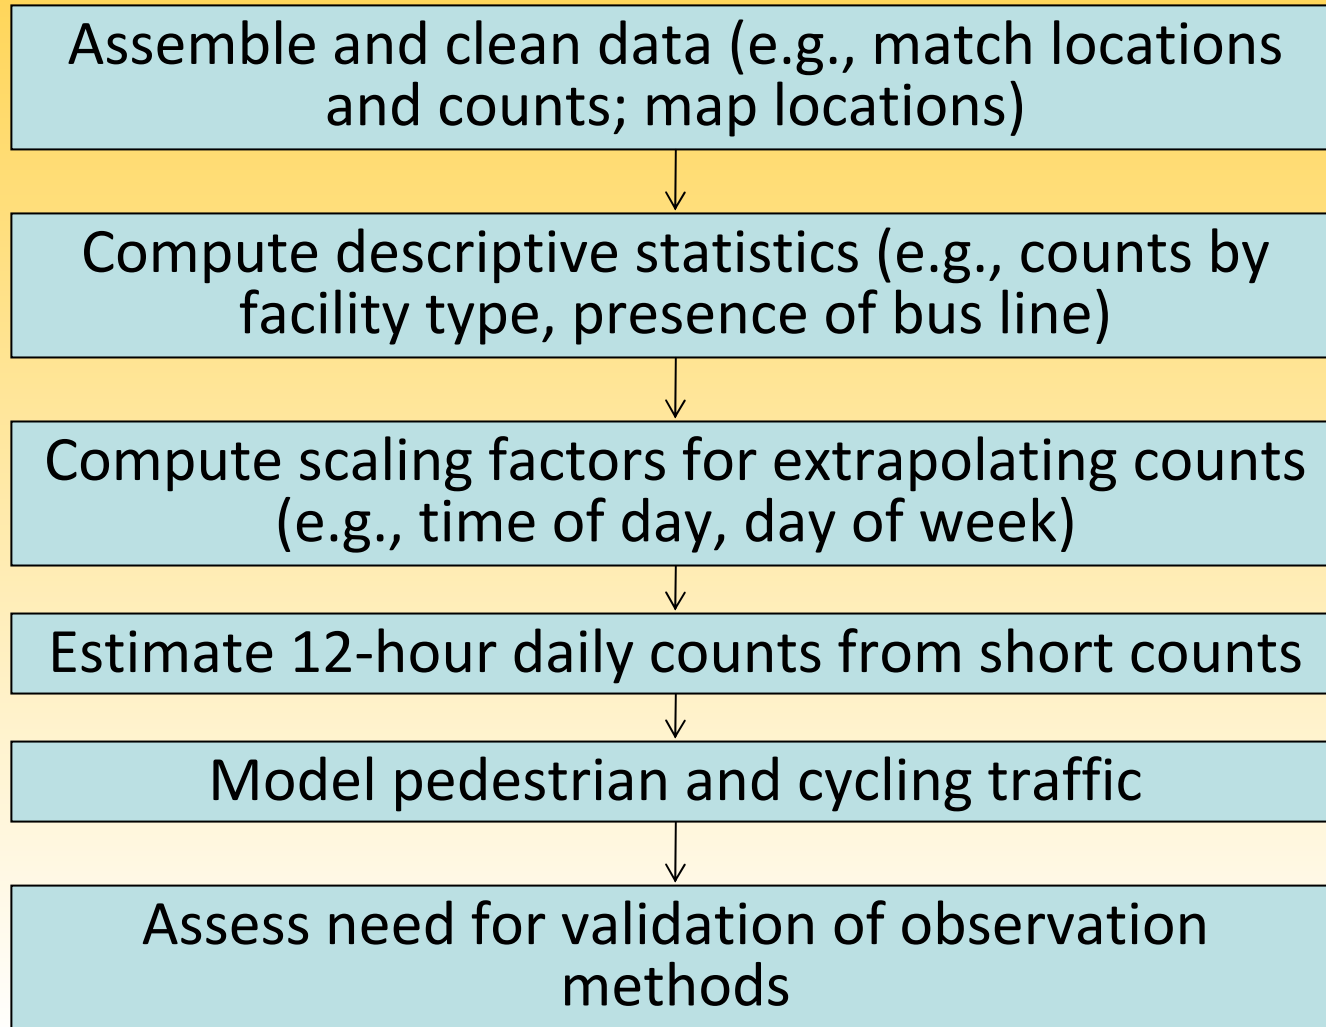 Assemble and clean data (e.g., match locations
and counts; map locations)
Compute descriptive statistics (e.g., counts by
facility type, presence of bus line)
Compute scaling factors for extrapolating counts
(e.g., time of day, day of week)
Estimate 12-hour daily counts from short counts
Model pedestrian and cycling traffic
Assess need for validation of observation
methods